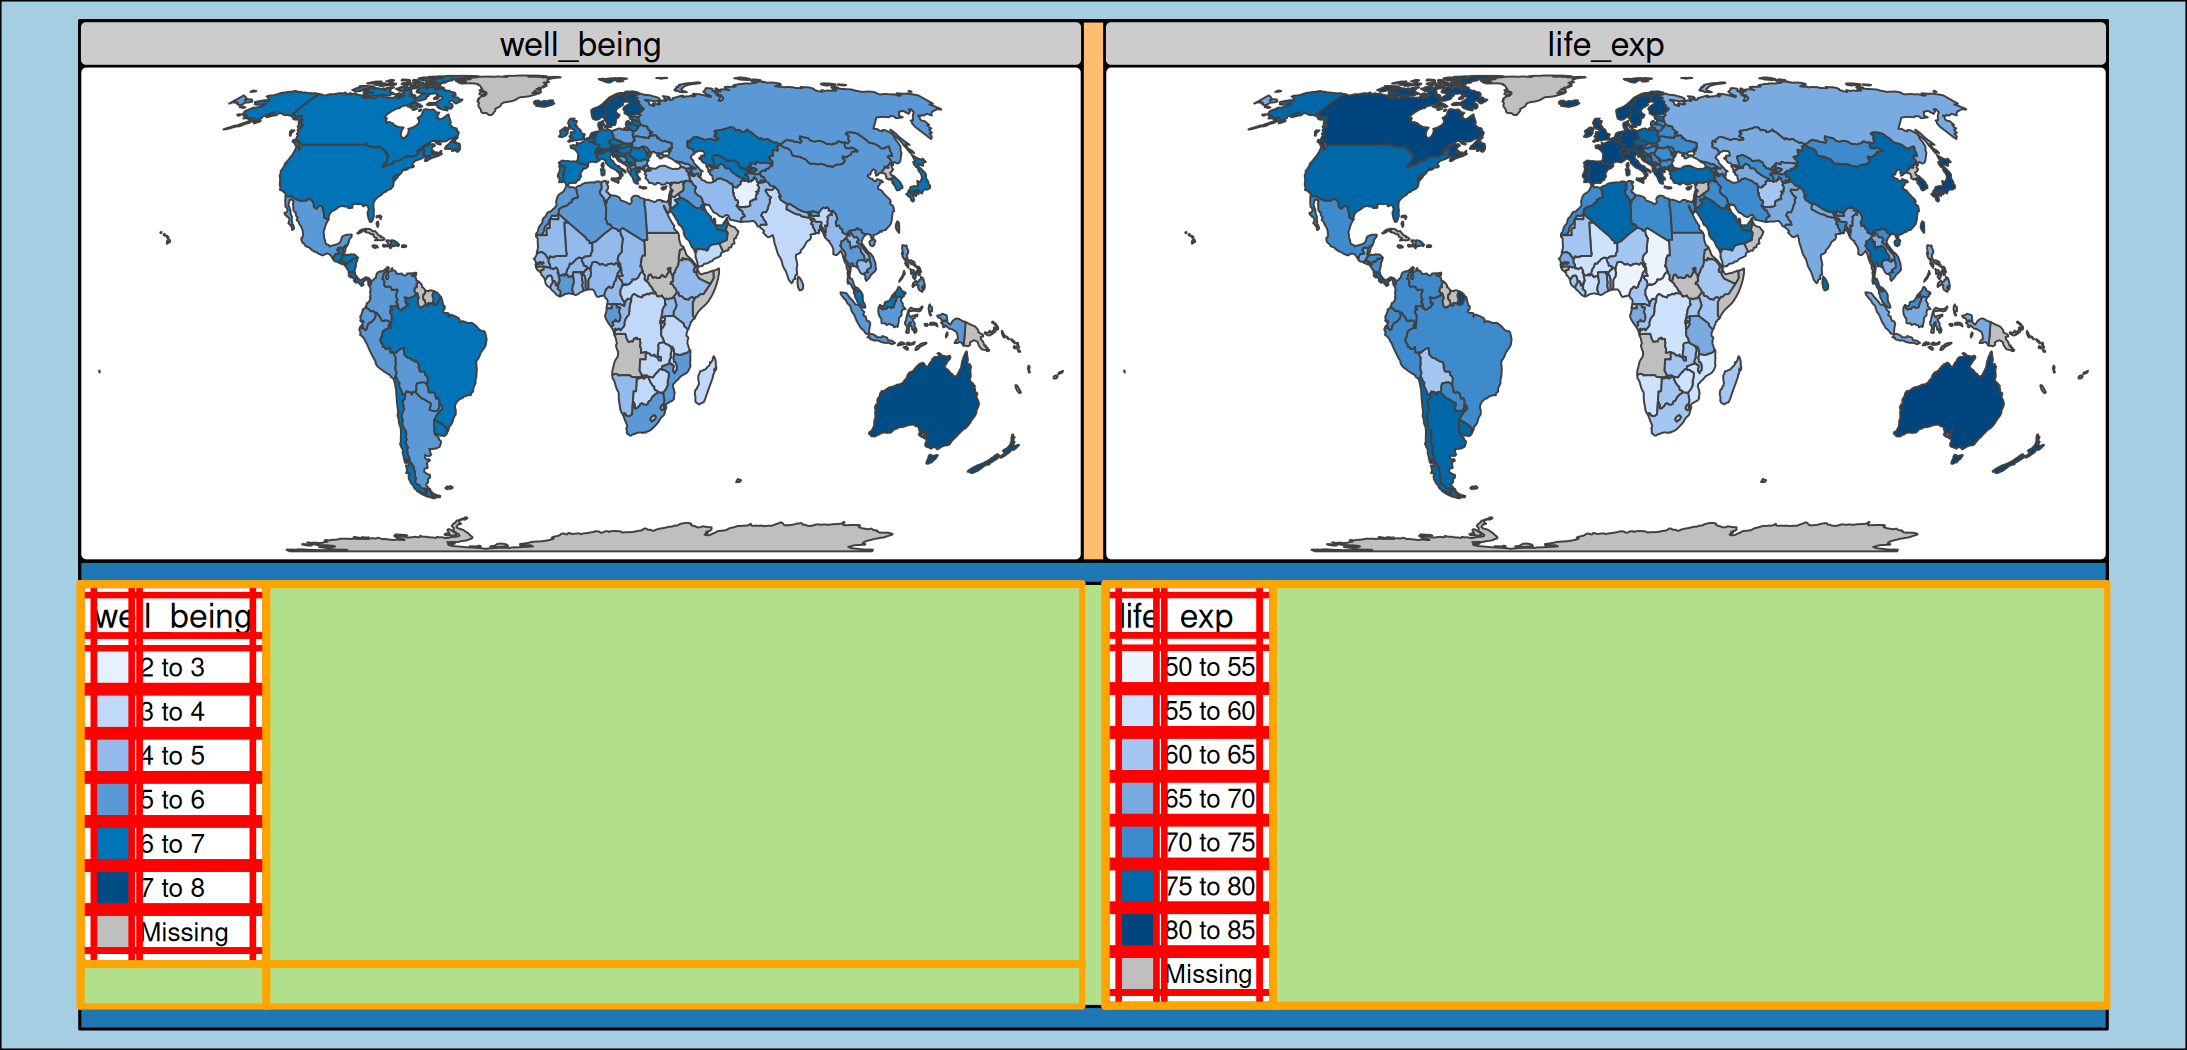 well_being
life_exp
well_being
2 to 3
3 to 4
4 to 5
5 to 6
6 to 7
7 to 8
Missing
life_exp
50 to 55
55 to 60
60 to 65
65 to 70
70 to 75
75 to 80
80 to 85
Missing